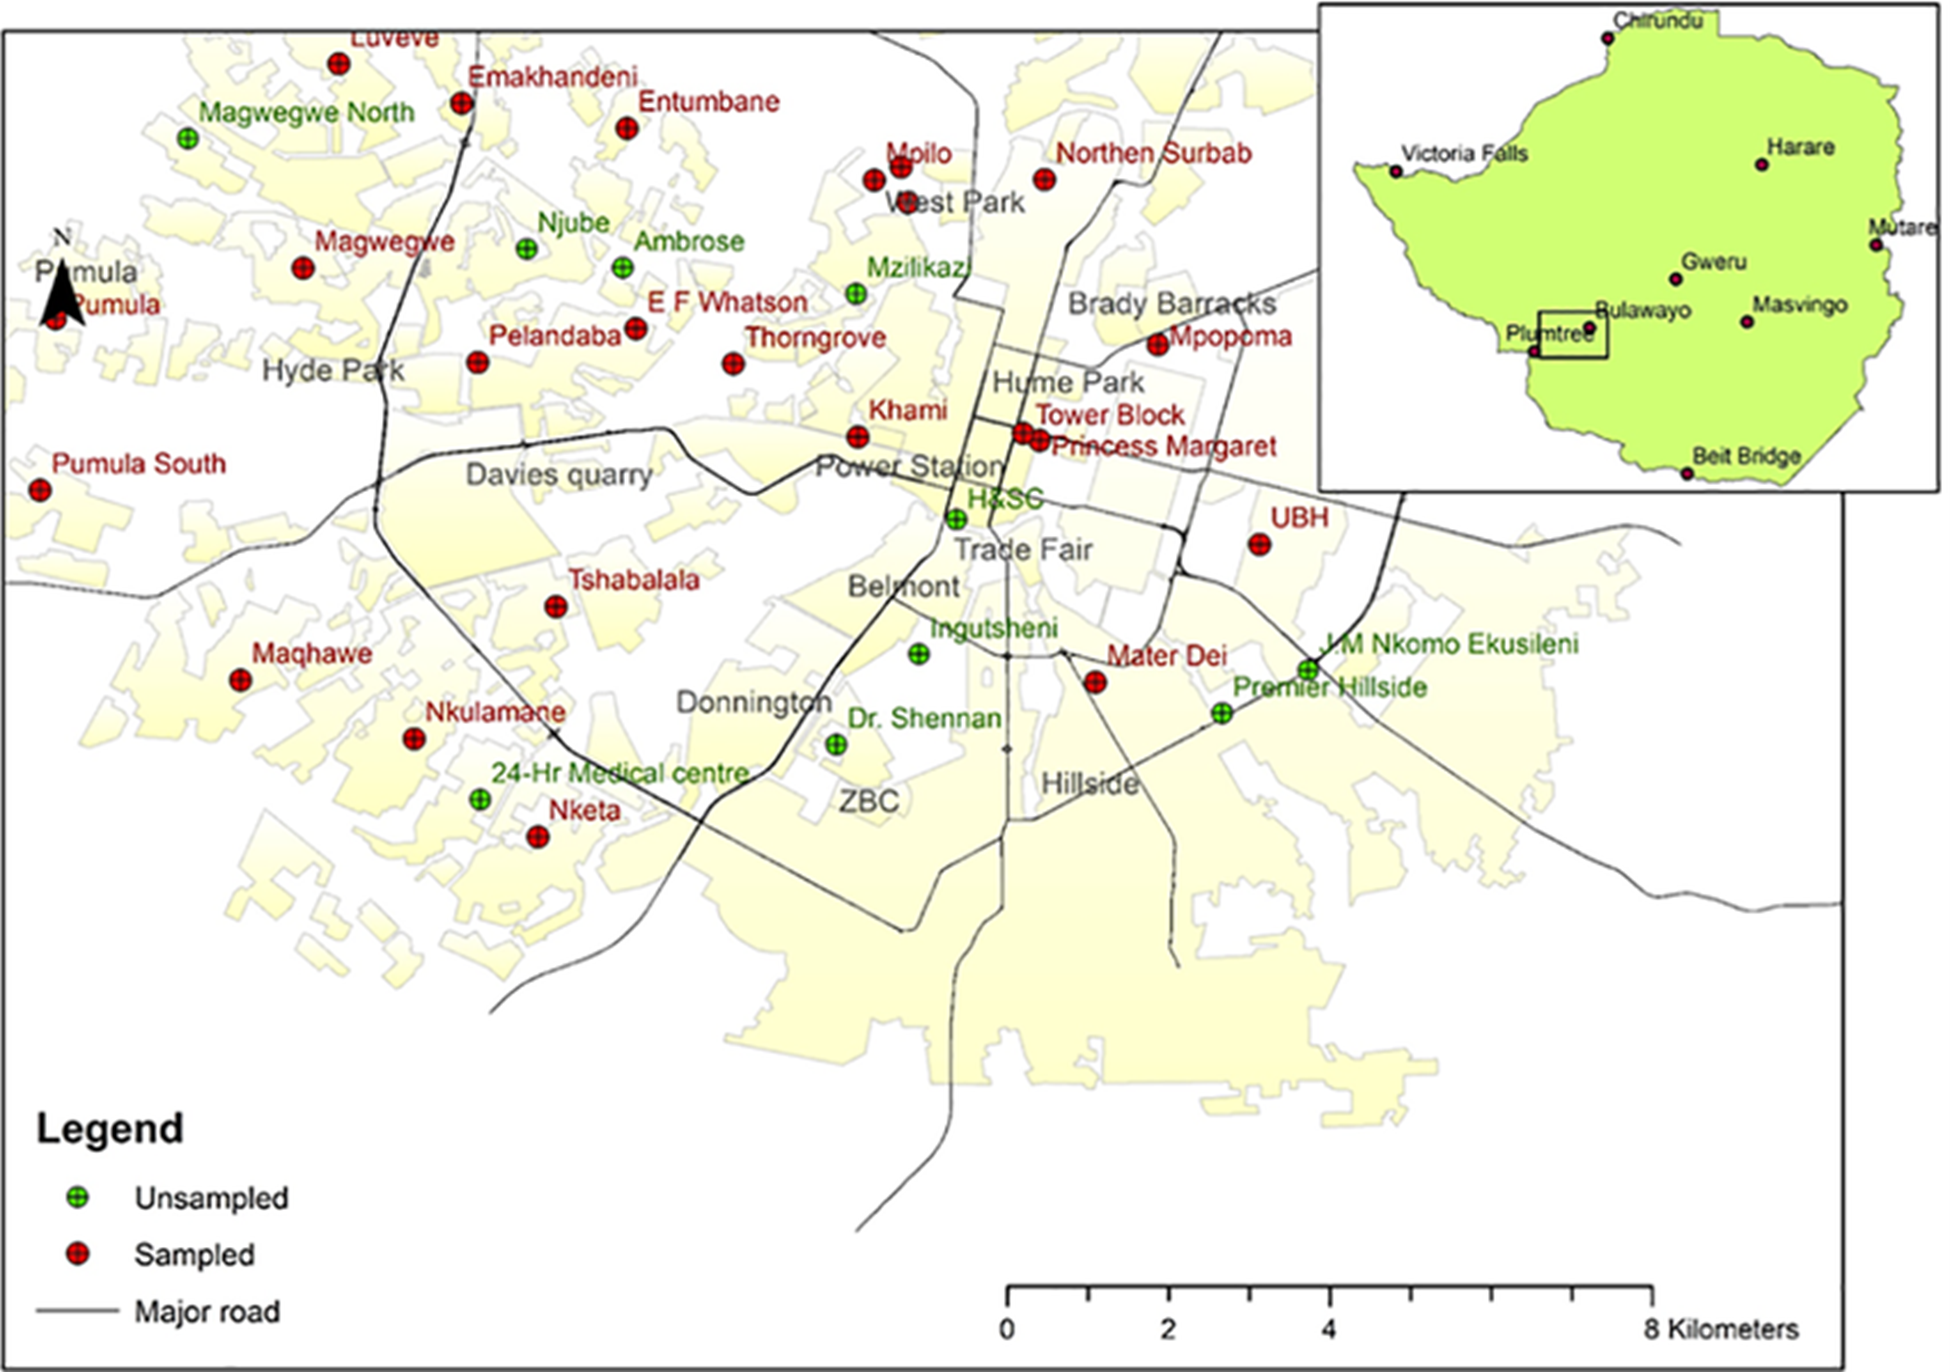 Chirundu
Luveve
Emakhandeni
Entumbane
Magwegwe North
Harare
Victoria Falls
Mpilo
Northen Surbab
West Park
Njube
Mutare
N
Magwegwe
Ambrose
Pumula
Mzilikazi
Gweru
Pumula
E F Whatson
Brady Barracks
Bulawayo
Masvingo
Pelandaba
Thorngrove
Mpopoma
Plumtree
Hyde Park
Hume Park
Khami
Tower Block
Princess Margaret
Beit Bridge
Pumula South
Davies quarry
Power Station
H&SC
UBH
Trade Fair
Tshabalala
Belmont
Ingutsheni
J.M Nkomo Ekusileni
Maqhawe
Mater Dei
Premier Hillside
Donnington
Nkulamane
Dr. Shennan
24-Hr Medical centre
Hillside
ZBC
Nketa
Legend
Unsampled
Sampled
Major road
0 2 4 8 Kilometers